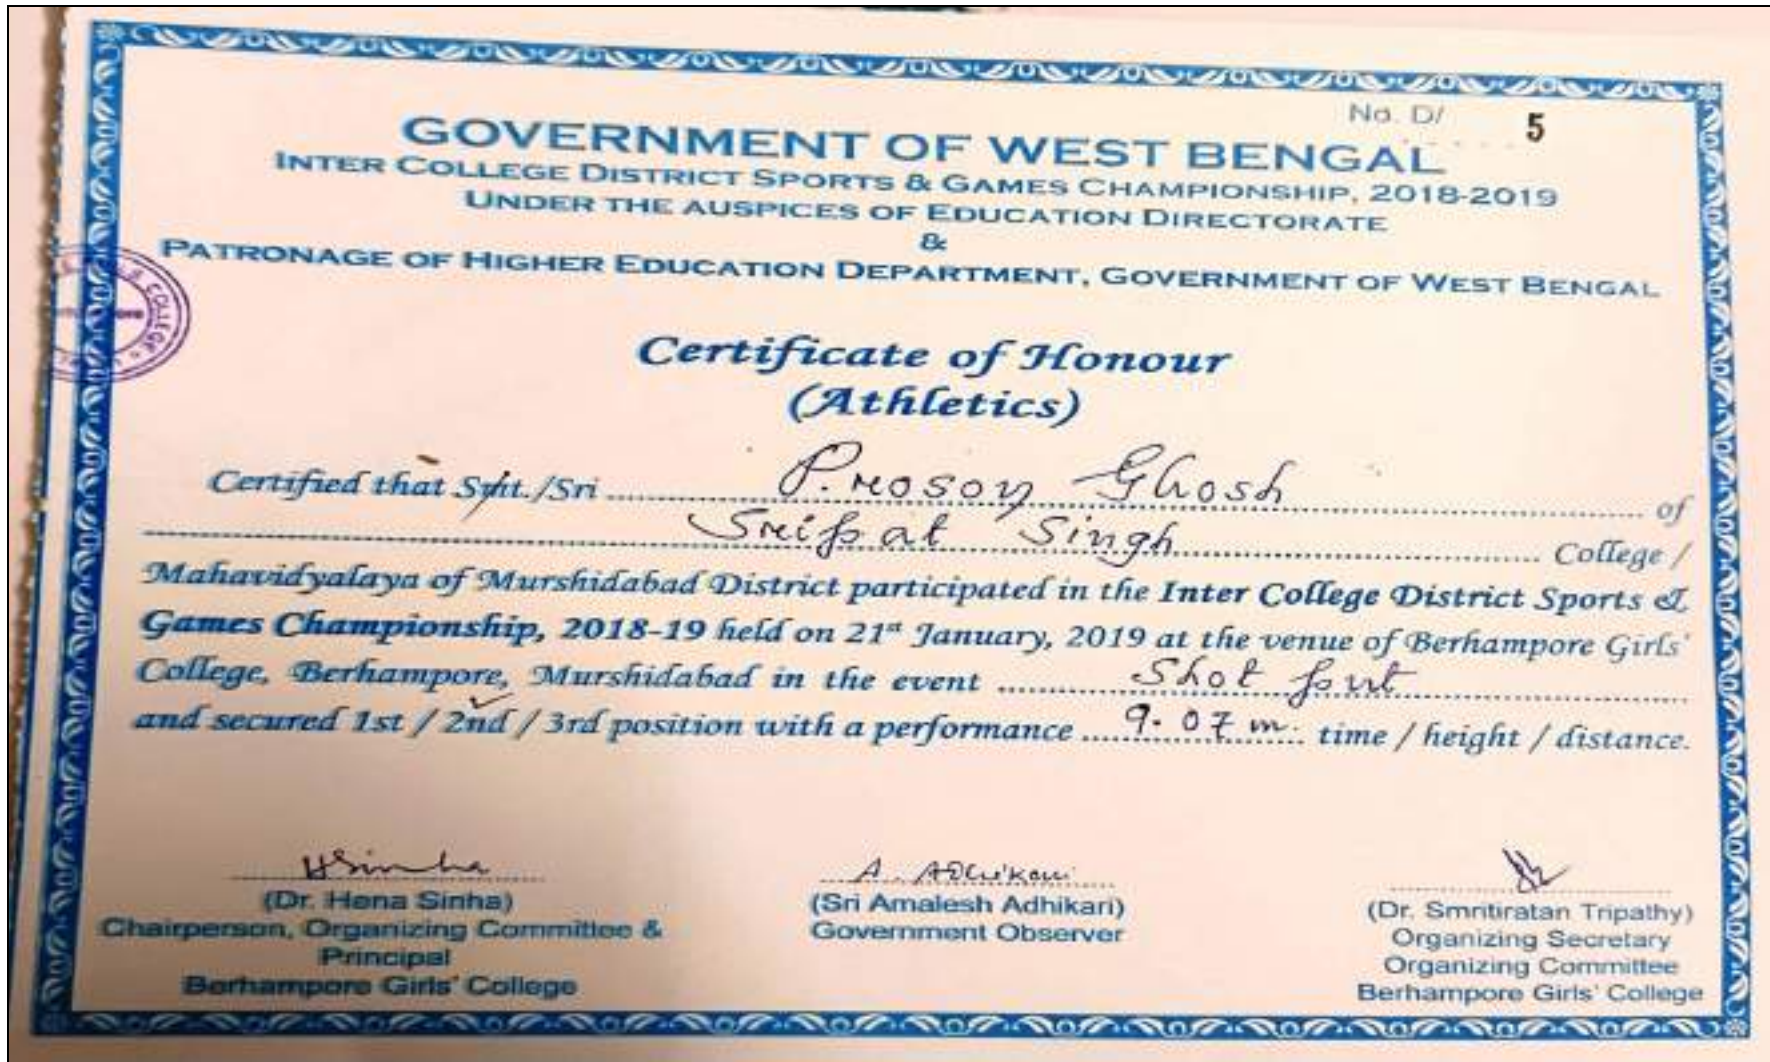 No. D/ 5
GOVERNMENT OF WEST BENGAL
INTER COLLEGE DISTRICT SPORTS & GAMES CHAMPIONSHIP, 2018-2019
UNDER THE AUSPICES OF EDUCATION DIRECTORATE
&
PATRONAGE OF HIGHER EDUCATION DEPARTMENT, GOVERNMENT OF WEST BENGAL
COLLEGE
Certificate of Honour
(Athletics)
Certified that Smt./Sri Proson Ghosh of
Sripat Singh College /
Mahavidyalaya of Murshidabad District participated in the Inter College District Sports &
Games Championship, 2018-19 held on 21st January, 2019 at the venue of Berhampore Girls'
College, Berhampore, Murshidabad in the event Shot put
and secured 1st / 2nd / 3rd position with a performance 9.07 m. time / height / distance.
HSinha A. Adhikari
(Dr. Hena Sinha) (Sri Amalesh Adhikari) (Dr. Smritiratan Tripathy)
Chairperson, Organizing Committee & Government Observer Organizing Secretary
Principal Organizing Committee
Berhampore Girls' College Berhampore Girls' College